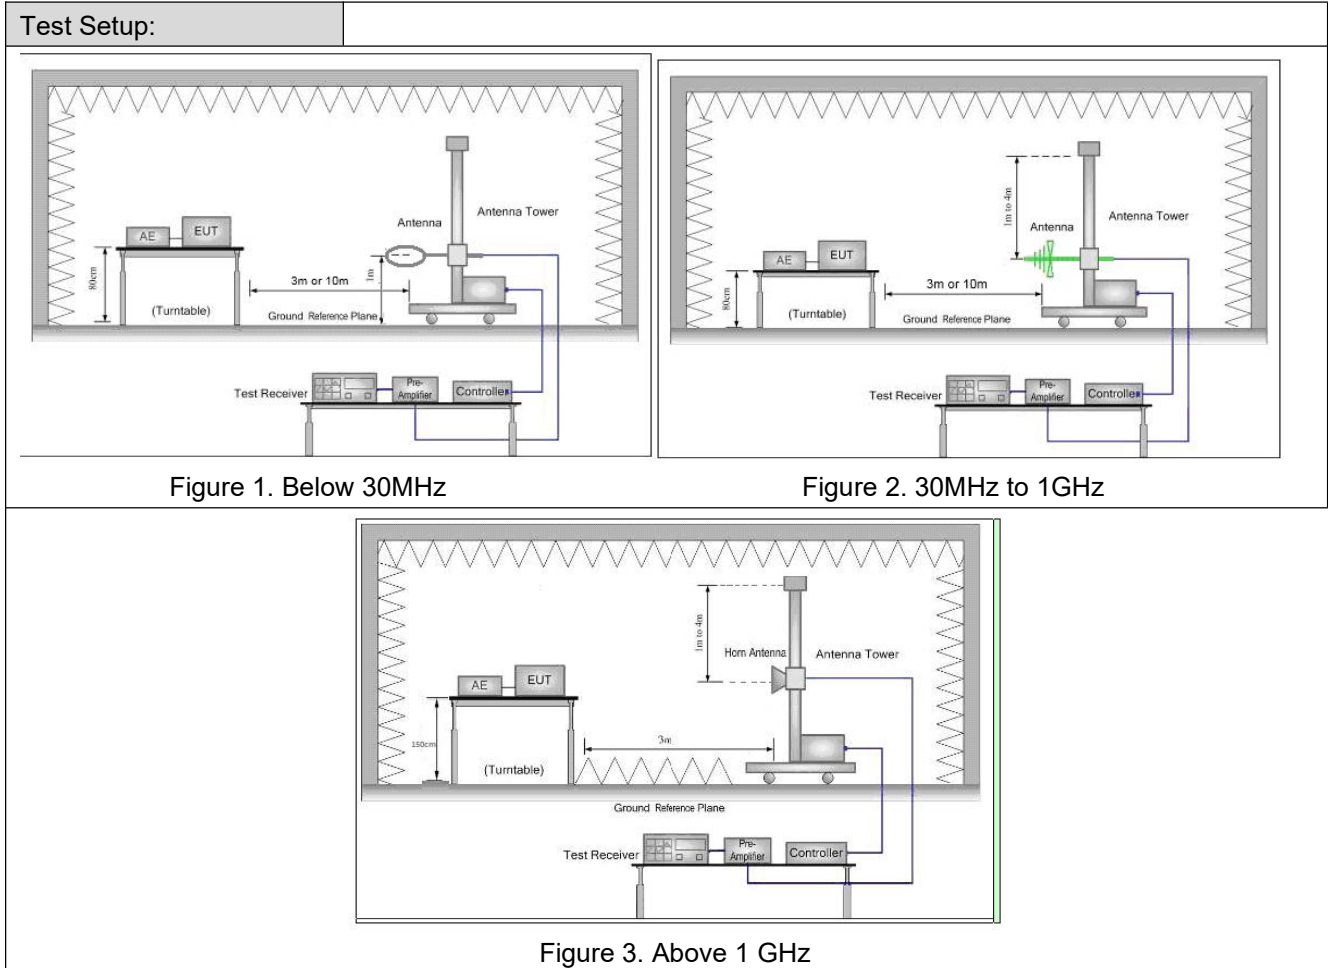 Test Setup:
Antenna
Antenna Tower
AE
EUT
80cm
1m
3m or 10m
(Turntable)
Ground Reference Plane
Test Receiver
Pre-
Amplifier
Controller
Figure 1. Below 30MHz
1m to 4m
Antenna
Antenna Tower
AE
EUT
80cm
3m or 10m
(Turntable)
Ground Reference Plane
Test Receiver
Pre-
Amplifier
Controller
Figure 2. 30MHz to 1GHz
1m to 4m
Horn Antenna
Antenna Tower
AE
EUT
150cm
3m
(Turntable)
Ground Reference Plane
Test Receiver
Pre-
Amplifier
Controller
Figure 3. Above 1 GHz